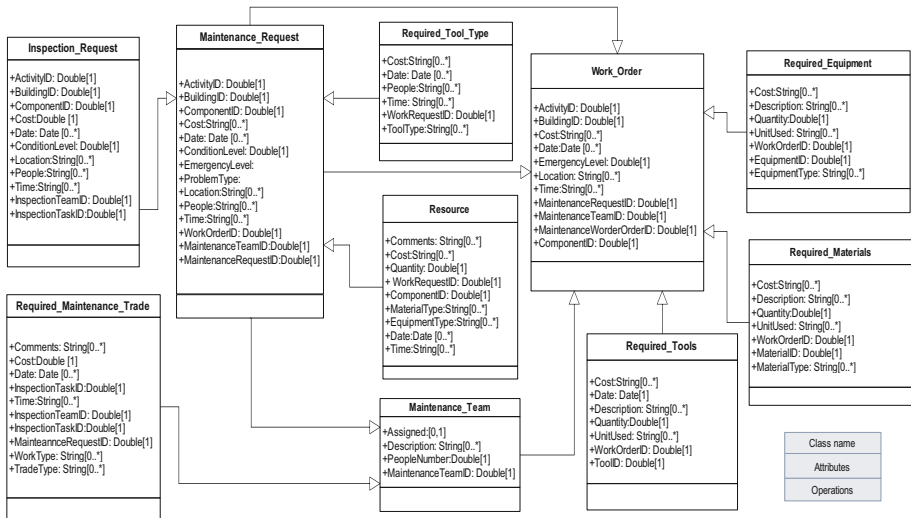 Inspection_Request
+ActivityID: Double[1]
+BuildingID: Double[1]
+ComponentID: Double[1]
+Cost:Double [1]
+Date: Date [0..*]
+ConditionLevel: Double[1]
+Location:String[0..*]
+People:String[0..*]
+Time:String[0..*]
+InspectionTeamID: Double[1]
+InspectionTaskID:Double[1]
Maintenance_Request
+ActivityID: Double[1]
+BuildingID: Double[1]
+ComponentID: Double[1]
+Cost:String[0..*]
+Date: Date [0..*]
+ConditionLevel: Double[1]
+EmergencyLevel:
+ProblemType:
+Location:String[0..*]
+People:String[0..*]
+Time:String[0..*]
+WorkOrderID: Double[1]
+MaintenanceTeamID:Double[1]
+MaintenanceRequestID:Double[1]
Required_Tool_Type
+Cost:String[0..*]
+Date: Date [0..*]
+People:String[0..*]
+Time: String[0..*]
+WorkRequestID: Double[1]
+ToolType:String[0..*]
Work_Order
+ActivityID: Double[1]
+BuildingID: Double[1]
+Cost:String[0..*]
+Date:Date[0..*]
+EmergencyLevel: Double[1]
+Location: String[0..*]
+Time:String[0..*]
+MaintenanceRequestID: Double[1]
+MaintenanceTeamID: Double[1]
+MaintenanceWorderOrderID: Double[1]
+ComponentID: Double[1]
Required_Equipment
+Cost:String[0..*]
+Description: String[0..*]
+Quantity:Double[1]
+UnitUsed: String[0..*]
+WorkOrderID: Double[1]
+EquipmentID: Double[1]
+EquipmentType: String[0..*]
Resource
+Comments: String[0..*]
+Cost:String[0..*]
+Quantity: Double[1]
+ WorkRequestID: Double[1]
+ComponentID: Double[1]
+MaterialType:String[0..*]
+EquipmentType:String[0..*]
+Date:Date [0..*]
+Time:String[0..*]
Required_Materials
+Cost:String[0..*]
+Description: String[0..*]
+Quantity:Double[1]
+UnitUsed: String[0..*]
+WorkOrderID: Double[1]
+MaterialID: Double[1]
+MaterialType: String[0..*]
Required_Maintenance_Trade
+Comments: String[0..*]
+Cost:Double [1]
+Date: Date [0..*]
+InspectionTaskID:Double[1]
+Time:String[0..*]
+InspectionTeamID: Double[1]
+InspectionTaskID:Double[1]
+MainteannceRequestID: Double[1]
+WorkType: String[0..*]
+TradeType: String[0..*]
Maintenance_Team
+Assigned:[0,1]
+Description: String[0..*]
+PeopleNumber:Double[1]
+MaintenanceTeamID: Double[1]
Required_Tools
+Cost:String[0..*]
+Date: Date[1]
+Description: String[0..*]
+Quantity:Double[1]
+UnitUsed: String[0..*]
+WorkOrderID: Double[1]
+ToolID: Double[1]
Class name
Attributes
Operations